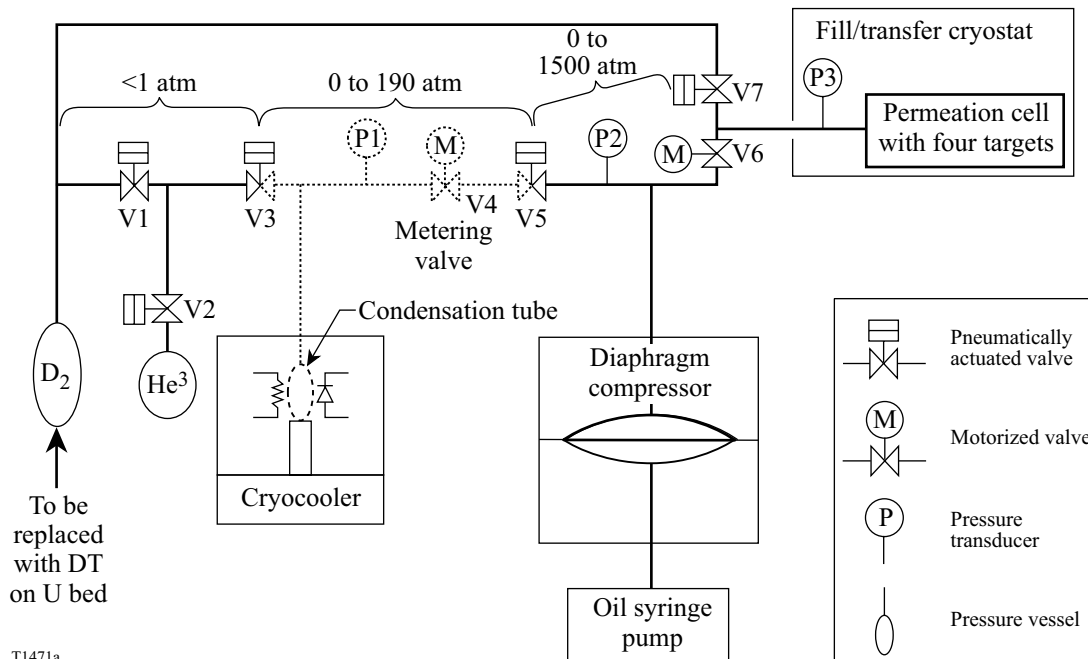 0 to
1500 atm
Fill/transfer cryostat
<1 atm
0 to 190 atm
P3
V7
Permeation cell
with four targets
P1
M
P2
M
V6
V1
V3
V4
V5
Metering
valve
V2
Condensation tube
D2
He3
Diaphragm
compressor
Pneumatically
actuated valve
M
Motorized valve
Cryocooler
To be
replaced
with DT
on U bed
P
Pressure
transducer
Oil syringe
pump
Pressure vessel
T1471a